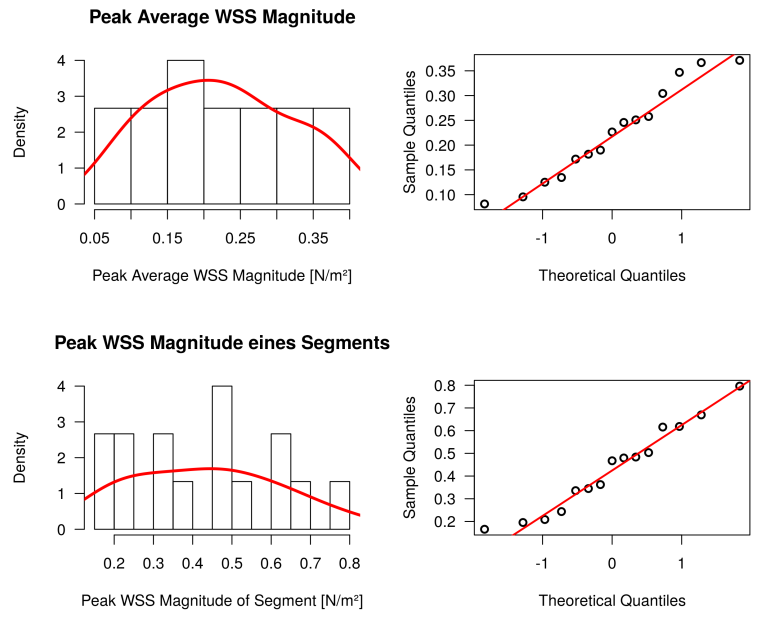 Peak Average WSS Magnitude
Density
4
3
2
1
0
0.05 0.15 0.25 0.35
Peak Average WSS Magnitude [N/m²]
Sample Quantiles
0.35
0.30
0.25
0.20
0.15
0.10
-1 0 1
Theoretical Quantiles
Peak WSS Magnitude eines Segments
Density
4
3
2
1
0
0.2 0.3 0.4 0.5 0.6 0.7 0.8
Peak WSS Magnitude of Segment [N/m²]
Sample Quantiles
0.8
0.7
0.6
0.5
0.4
0.3
0.2
-1 0 1
Theoretical Quantiles